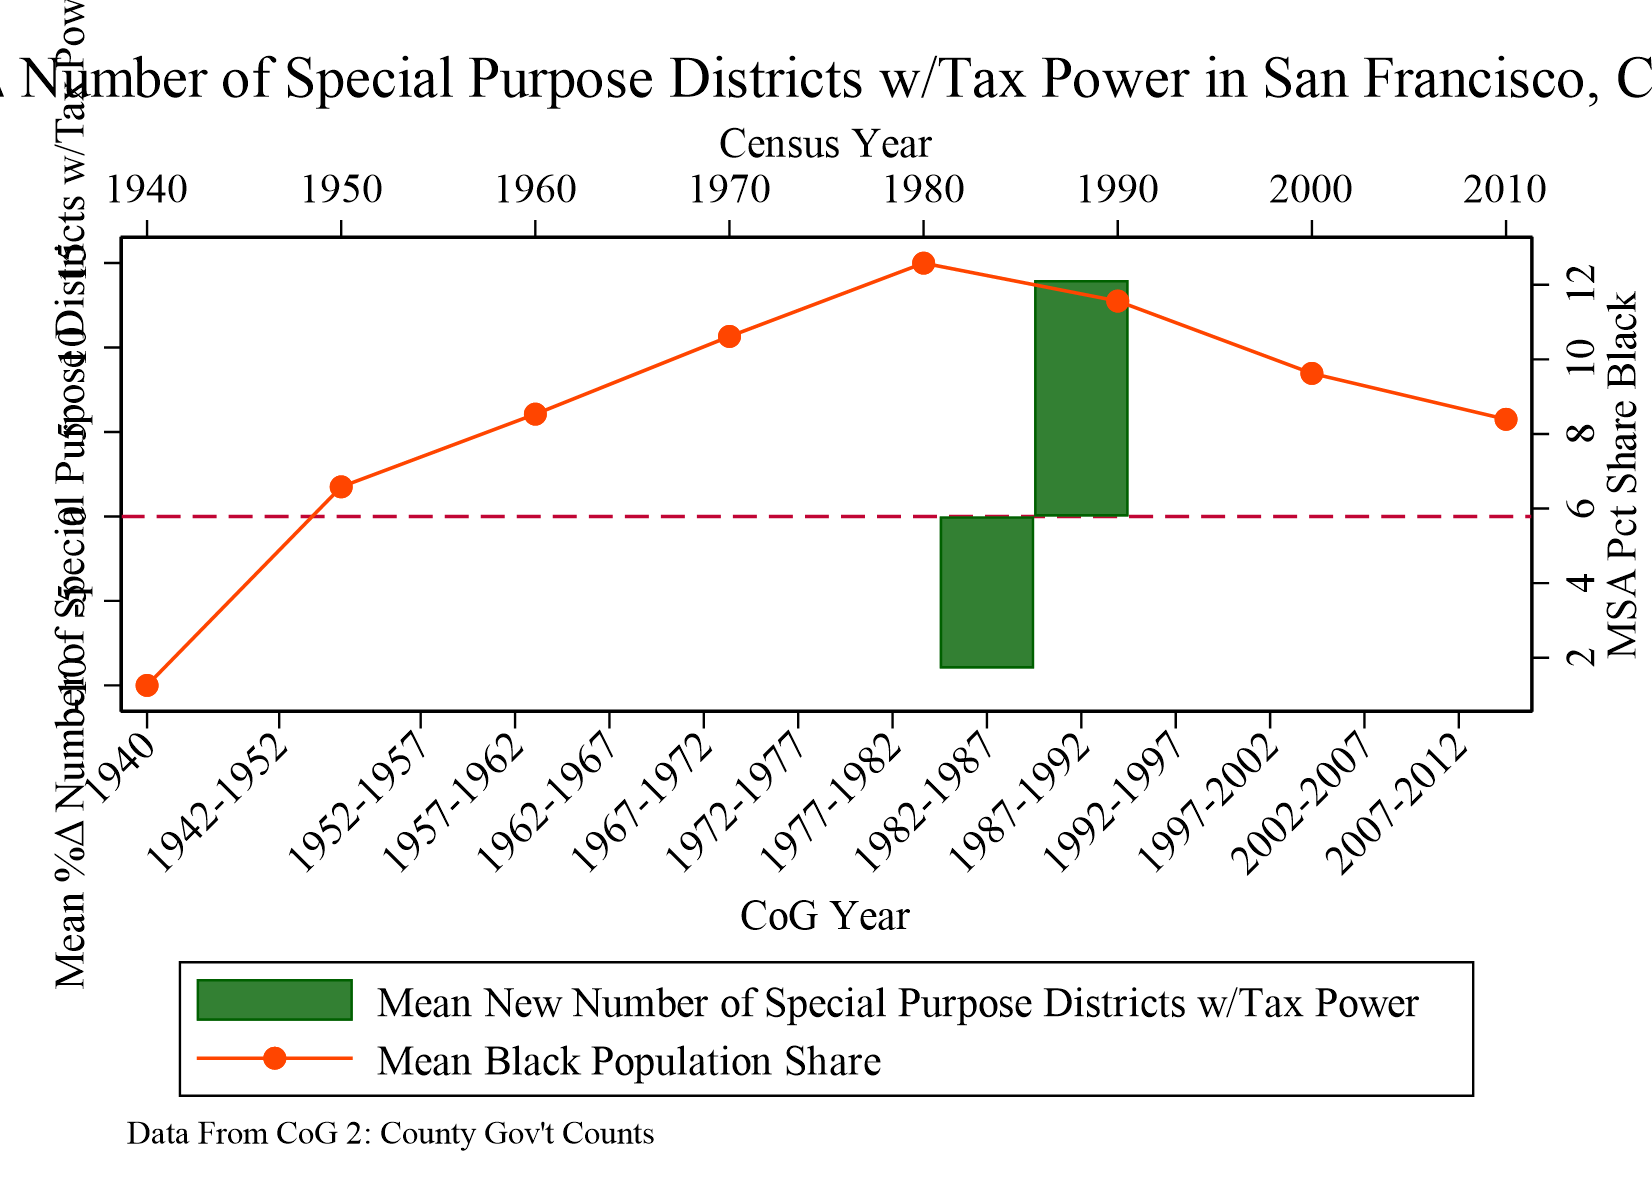 Number of Special Purpose Districts w/Tax Power in San Francisco, C
Census Year
1940 1950 1960 1970 1980 1990 2000 2010
Mean %Δ Number of Special Purpose Districts w/Tax Pow
-10 -5 0 5 10
2 4 6 8 10 12
MSA Pct Share Black
1940 1942-1952 1952-1957 1957-1962 1962-1967 1967-1972 1972-1977 1977-1982 1982-1987 1987-1992 1992-1997 1997-2002 2002-2007 2007-2012
CoG Year
Mean New Number of Special Purpose Districts w/Tax Power
Mean Black Population Share
Data From CoG 2: County Gov't Counts